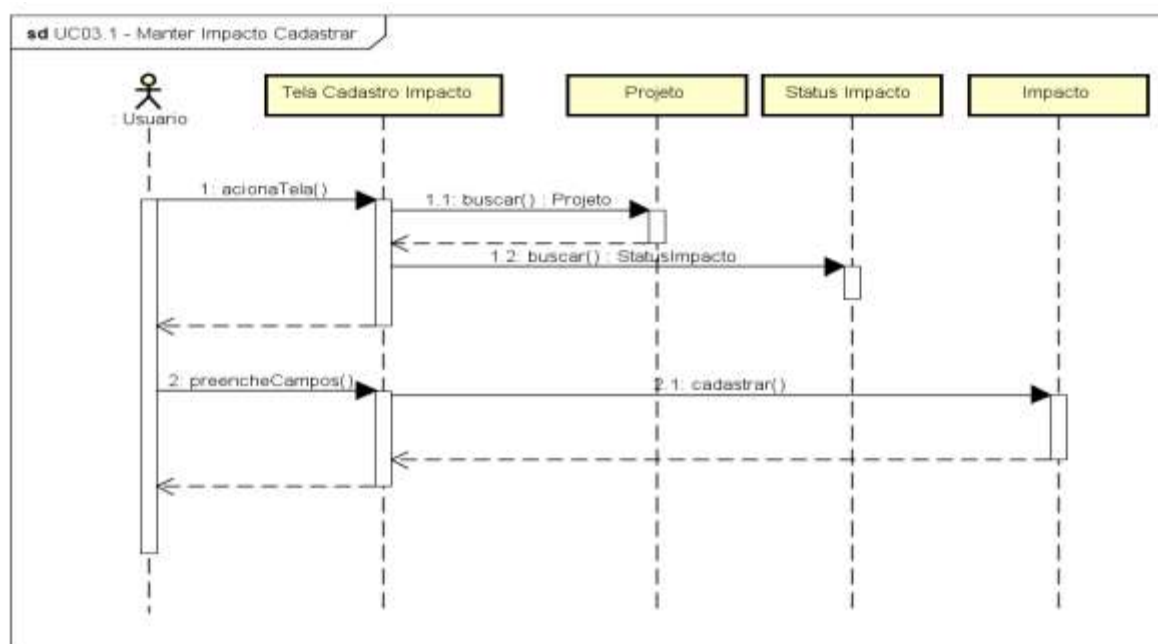 sd UC03.1 - Manter Impacto Cadastrar
: Usuario
Tela Cadastro Impacto
Projeto
Status Impacto
Impacto
1: acionaTela()
1.1: buscar() : Projeto
1.2: buscar() : StatusImpacto
2: preencheCampos()
2.1: cadastrar()